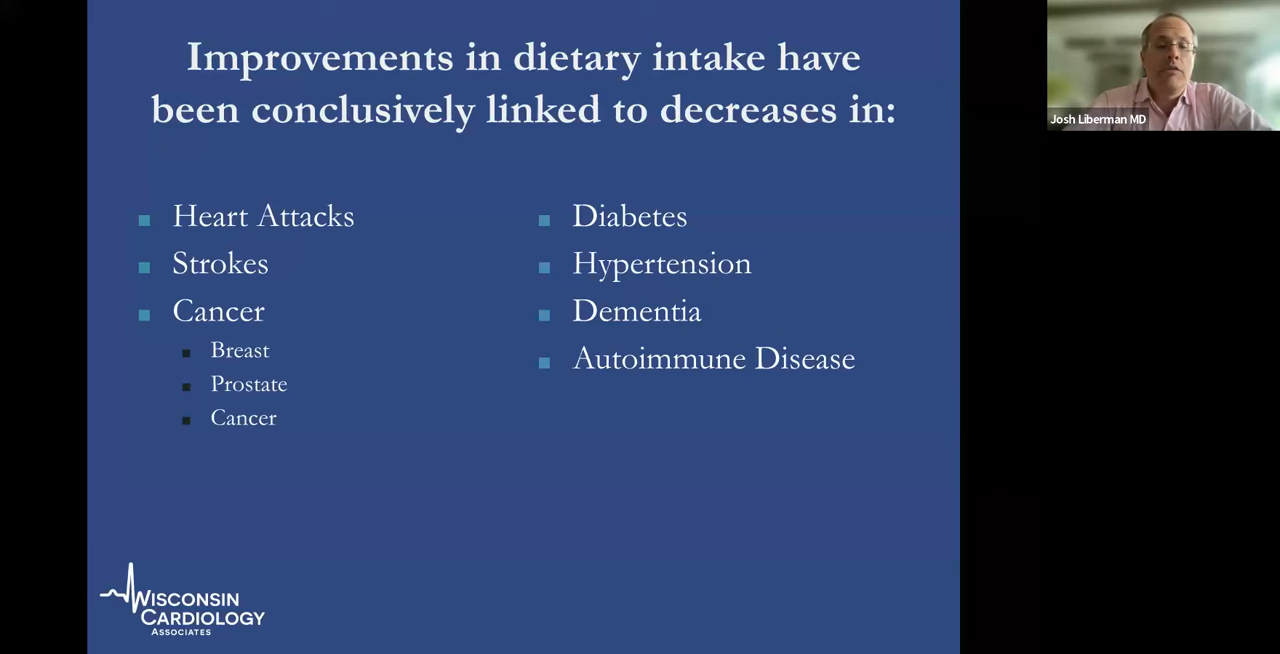 Improvements in dietary intake have
been conclusively linked to decreases in:
Heart Attacks
Strokes
Cancer
Breast
Prostate
Cancer
Diabetes
Hypertension
Dementia
Autoimmune Disease
WISCONSIN
CARDIOLOGY
ASSOCIATES
Josh Liberman MD